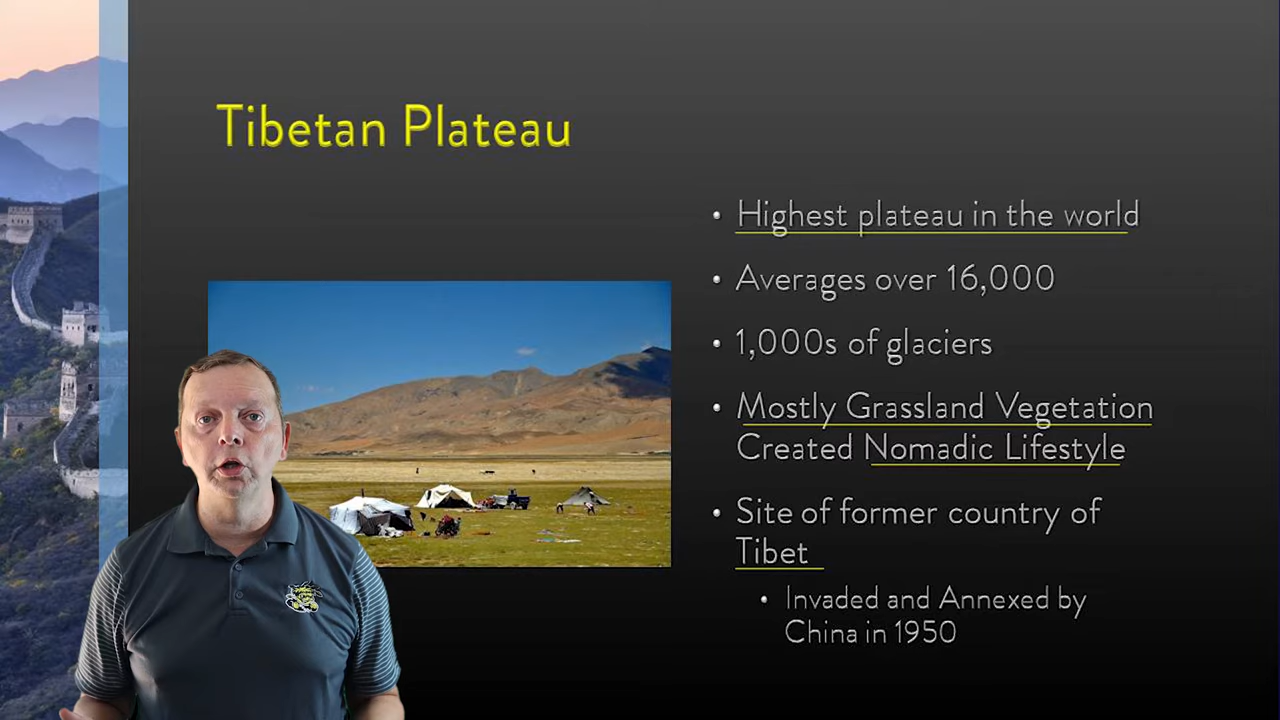 Tibetan Plateau
• Highest plateau in the world
• Averages over 16,000
• 1,000s of glaciers
• Mostly Grassland Vegetation
Created Nomadic Lifestyle
• Site of former country of
Tibet
• Invaded and Annexed by
China in 1950